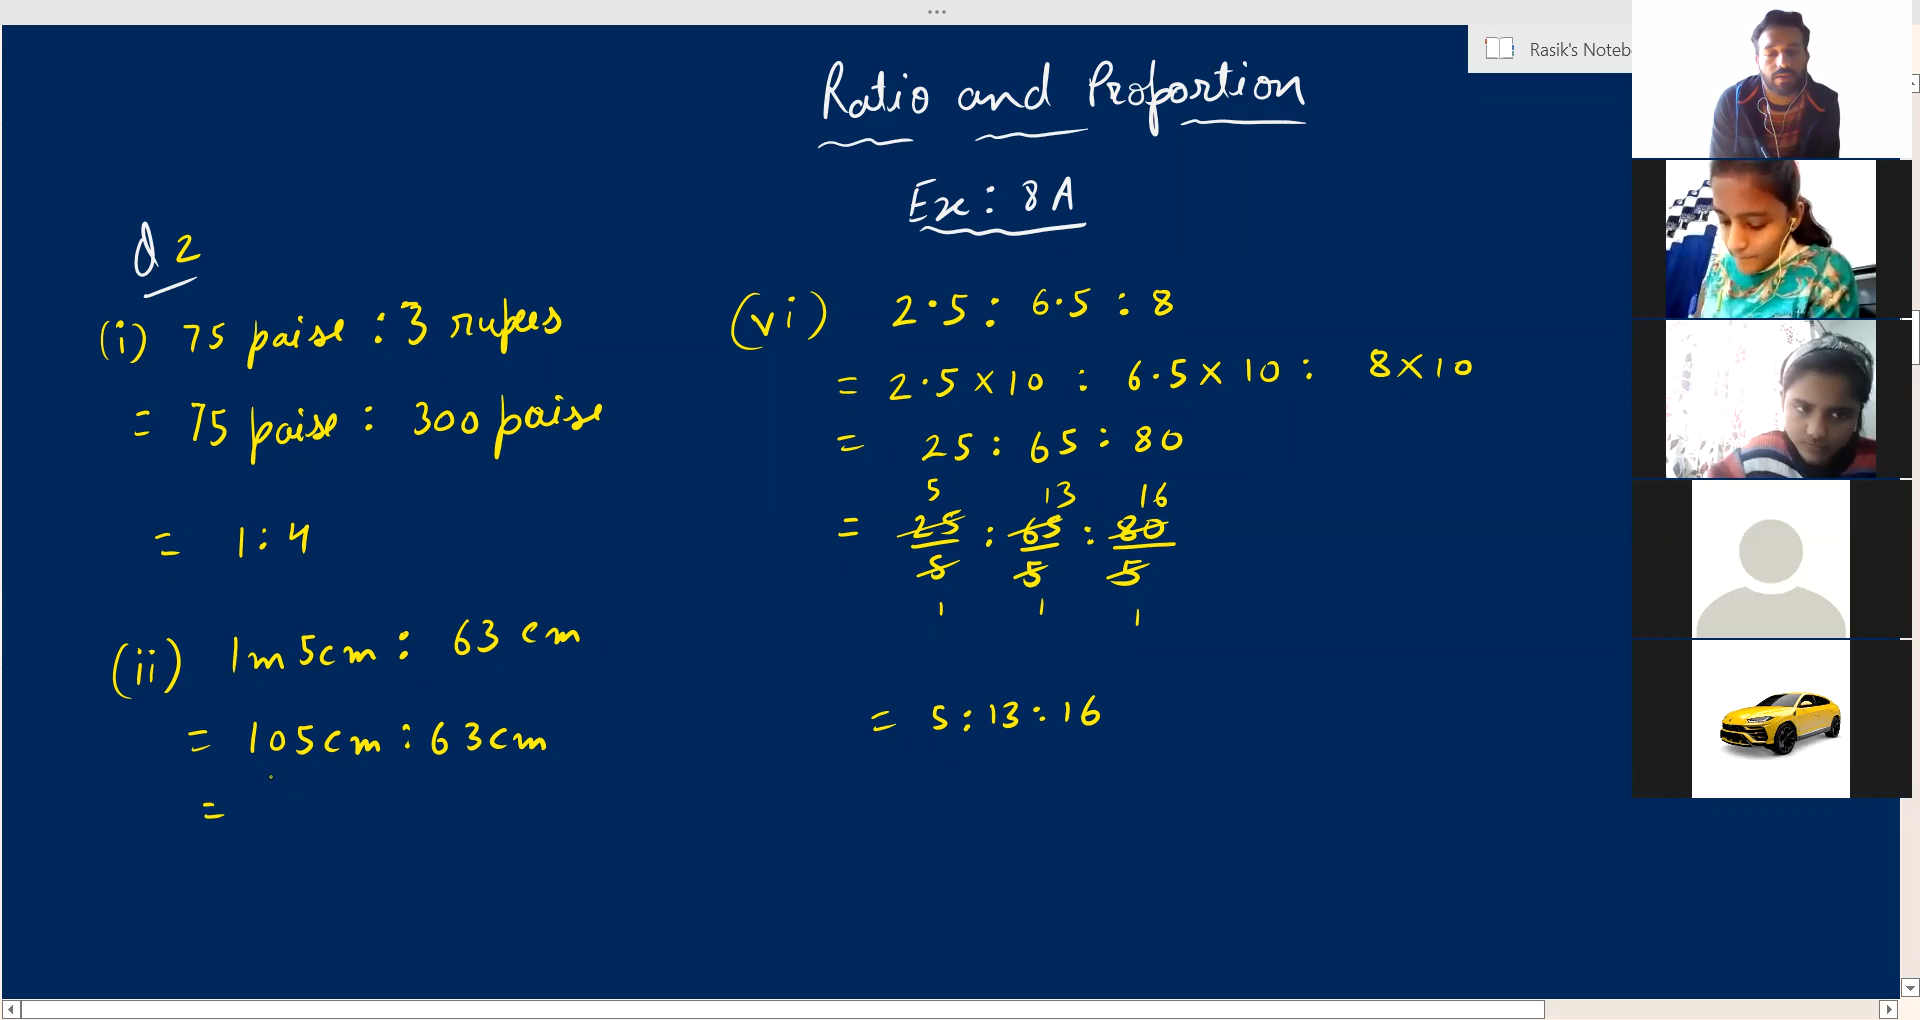 Rasik's Noteb
Ratio and Proportion
Ex: 8A
Q 2
(i) 75 paise : 3 rupees
= 75 paise : 300 paise
= 1 : 4
(ii) 1m 5cm : 63 cm
= 105cm : 63cm
=
(vi) 2.5 : 6.5 : 8
= 2.5 × 10 : 6.5 × 10 : 8 × 10
= 25 : 65 : 80
5 13 16
= 25 : 65 : 80
5 5 5
1 1 1
= 5 : 13 : 16